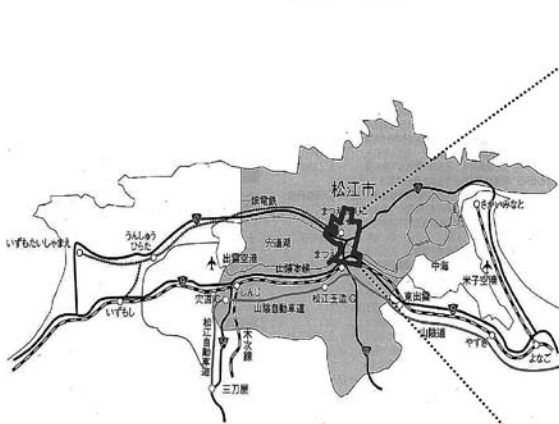 松江市
さかいみなと
畑電鉄
いずもたいしゃまえ
うんしゅう
ひらた
出雲空港
宍道湖
中海
米子空港
山陰本線
しんじ
松江玉造IC
東出雲
いずもし
宍道IC
山陰自動車道
山陰道
やすぎ
よなご
松江自動車道
木次線
三刀屋